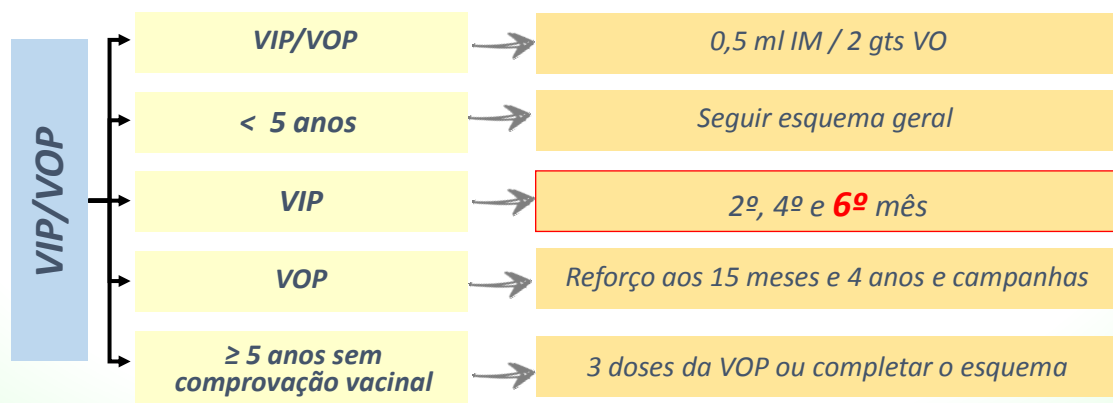 VIP/VOP
VIP/VOP
0,5 ml IM / 2 gts VO
< 5 anos
Seguir esquema geral
VIP
2º, 4º e 6º mês
VOP
Reforço aos 15 meses e 4 anos e campanhas
≥ 5 anos sem
comprovação vacinal
3 doses da VOP ou completar o esquema